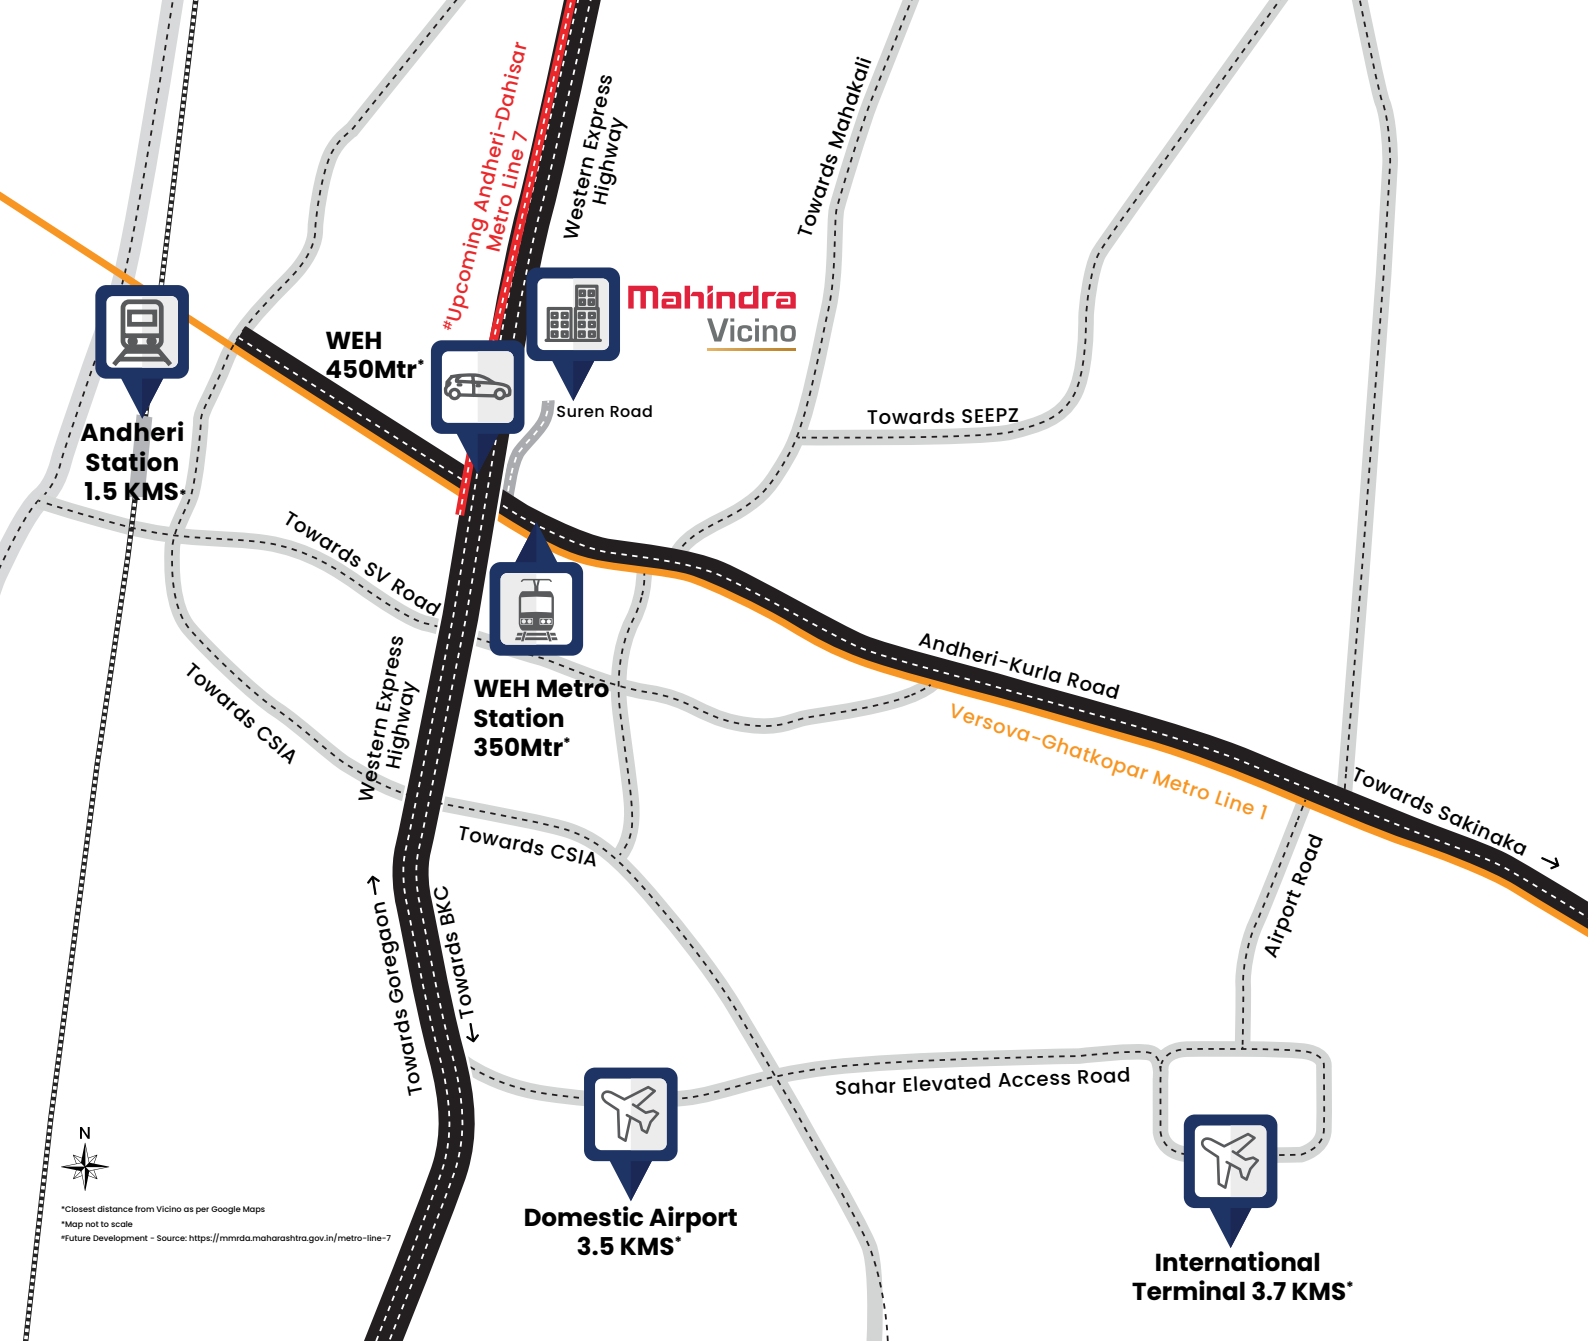 #Upcoming Andheri-Dahisar
Metro Line 7
Western Express
Highway
Towards Mahakali
Mahindra
Vicino
WEH
450Mtr*
Suren Road
Towards SEEPZ
Andheri
Station
1.5 KMS*
Towards SV Road
WEH Metro
Station
350Mtr*
Andheri-Kurla Road
Versova-Ghatkopar Metro Line 1
Towards Sakinaka →
Towards CSIA
Western Express
Highway
Towards CSIA
Airport Road
Towards Goregaon →
← Towards BKC
Sahar Elevated Access Road
Domestic Airport
3.5 KMS*
International
Terminal 3.7 KMS*
N
*Closest distance from Vicino as per Google Maps
*Map not to scale
#Future Development - Source: https://mmrda.maharashtra.gov.in/metro-line-7